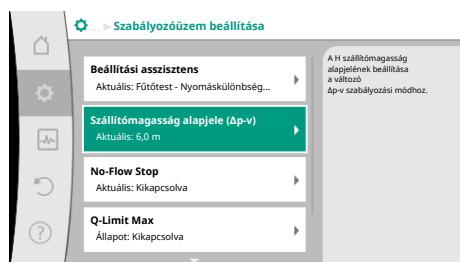 ... Szabályozóüzem beállítása
Beállítási asszisztens
Aktuális: Fűtőtest - Nyomáskülönbség...
Szállítómagasság alapjele (Δp-v)
Aktuális: 6,0 m
No-Flow Stop
Aktuális: Kikapcsolva
Q-Limit Max
Állapot: Kikapcsolva
A H szállítómagasság
alapjelének beállítása
a változó
Δp-v szabályozási módhoz.
?